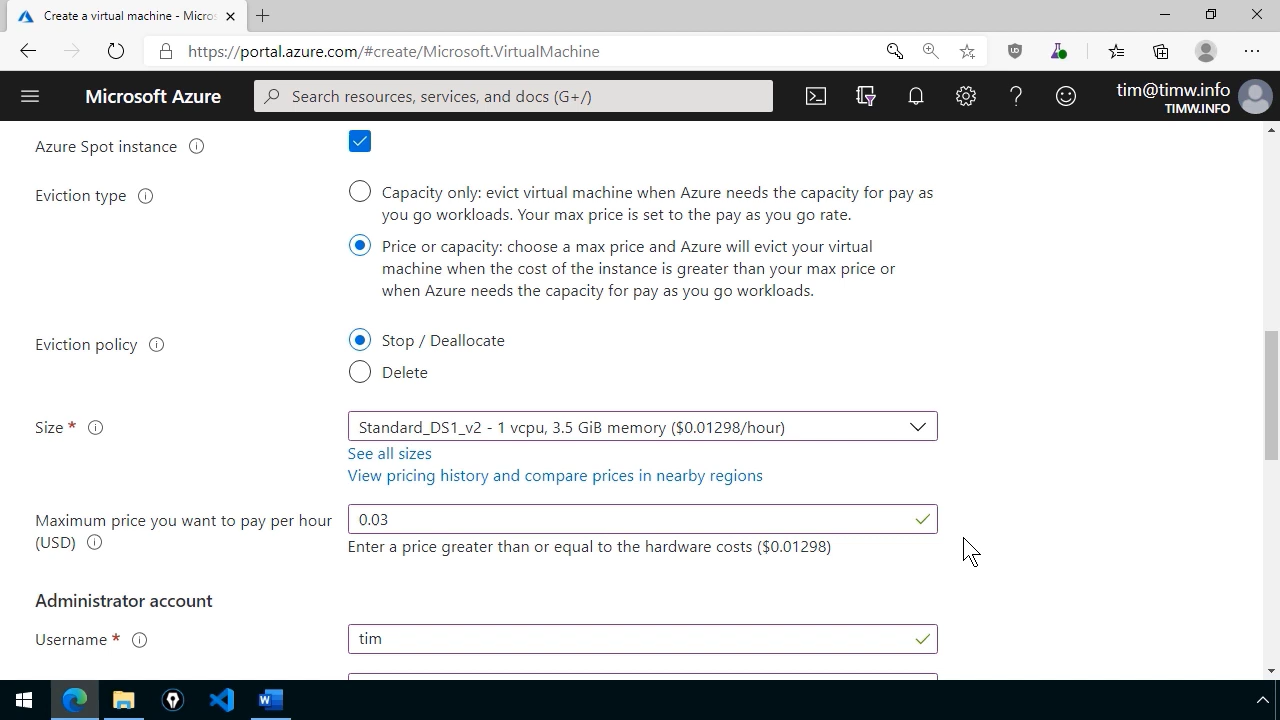 Create a virtual machine - Micros
https://portal.azure.com/#create/Microsoft.VirtualMachine
Microsoft Azure
Search resources, services, and docs (G+/)
tim@timw.info
TIMW.INFO
Azure Spot instance
Eviction type
Capacity only: evict virtual machine when Azure needs the capacity for pay as
you go workloads. Your max price is set to the pay as you go rate.
Price or capacity: choose a max price and Azure will evict your virtual
machine when the cost of the instance is greater than your max price or
when Azure needs the capacity for pay as you go workloads.
Eviction policy
Stop / Deallocate
Delete
Size *
Standard_DS1_v2 - 1 vcpu, 3.5 GiB memory ($0.01298/hour)
See all sizes
View pricing history and compare prices in nearby regions
Maximum price you want to pay per hour
(USD)
0.03
Enter a price greater than or equal to the hardware costs ($0.01298)
Administrator account
Username *
tim